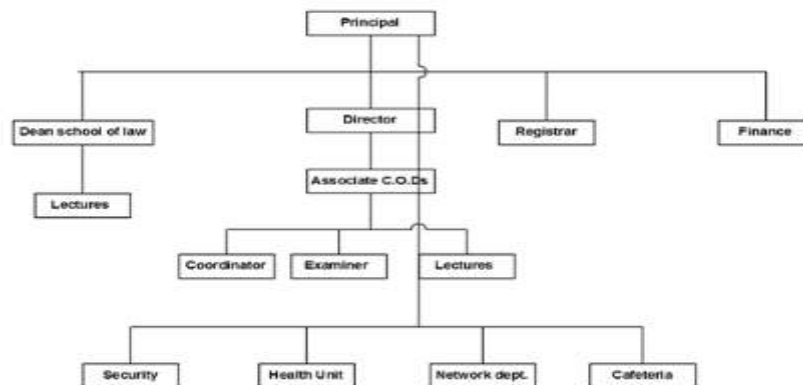 Principal
Dean school of law
Director
Registrar
Finance
Associate C.O.Ds
Lectures
Coordinator
Examiner
Lectures
Security
Health Unit
Network dept.
Cafeteria